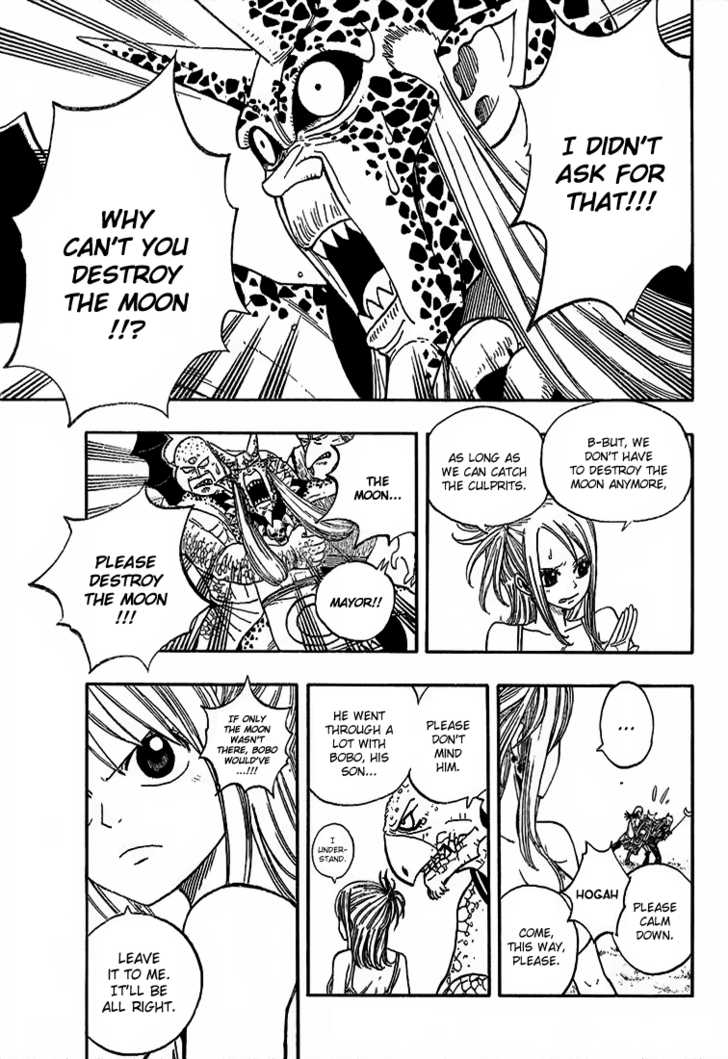 I DIDN'T
ASK FOR
THAT!!!
WHY
CAN'T YOU
DESTROY
THE MOON
!!?
B-BUT, WE
DON'T HAVE
TO DESTROY THE
MOON ANYMORE,
AS LONG AS
WE CAN CATCH
THE CULPRITS.
THE
MOON...
MAYOR!!
PLEASE
DESTROY
THE MOON
!!!
...
HOGAH
PLEASE
CALM
DOWN.
COME,
THIS WAY,
PLEASE.
PLEASE
DON'T
MIND
HIM.
HE WENT
THROUGH A
LOT WITH
BOBO, HIS
SON...
I
UNDER-
STAND.
IF ONLY
THE MOON
WASN'T
THERE, BOBO
WOULD'VE
...!!!
LEAVE
IT TO ME.
IT'LL BE
ALL RIGHT.